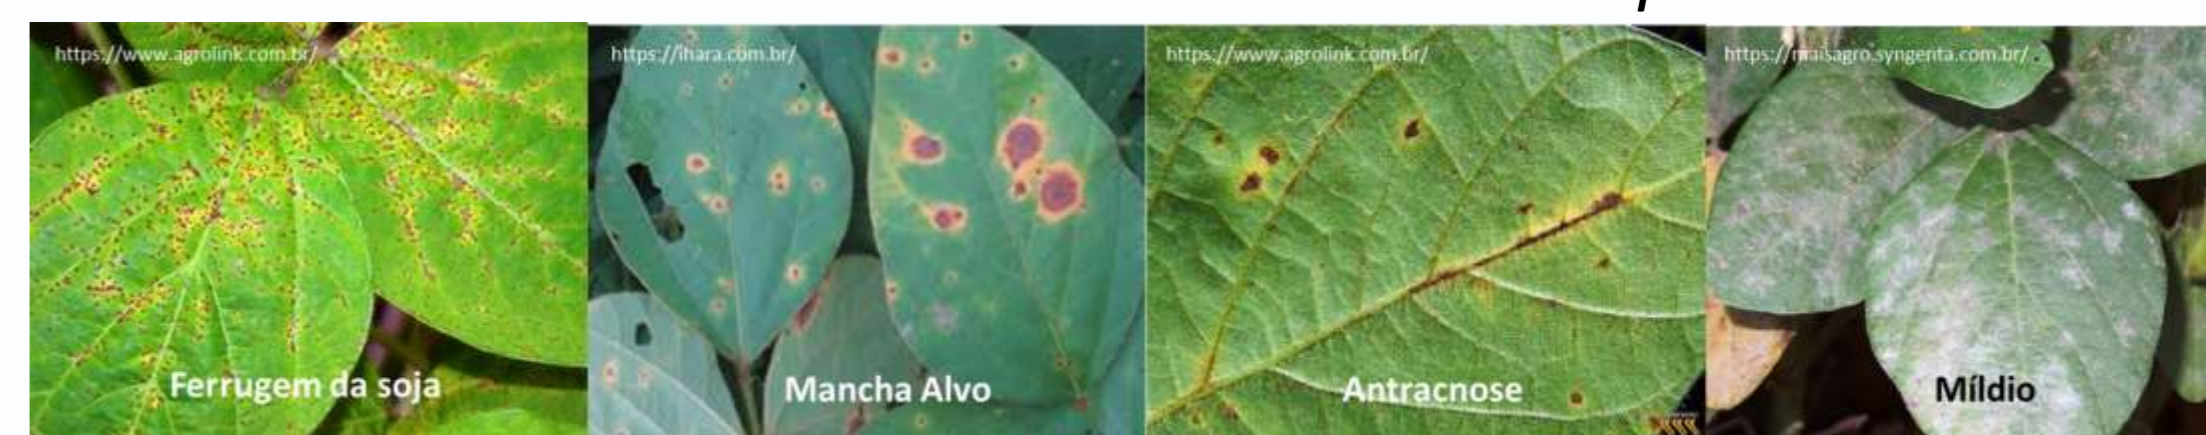 https://www.agrolink.com.br/
https://ihara.com.br/
https://www.agrolink.com.br/
https://maisagro.syngenta.com.br/
Ferrugem da soja
Mancha Alvo
Antracnose
Míldio